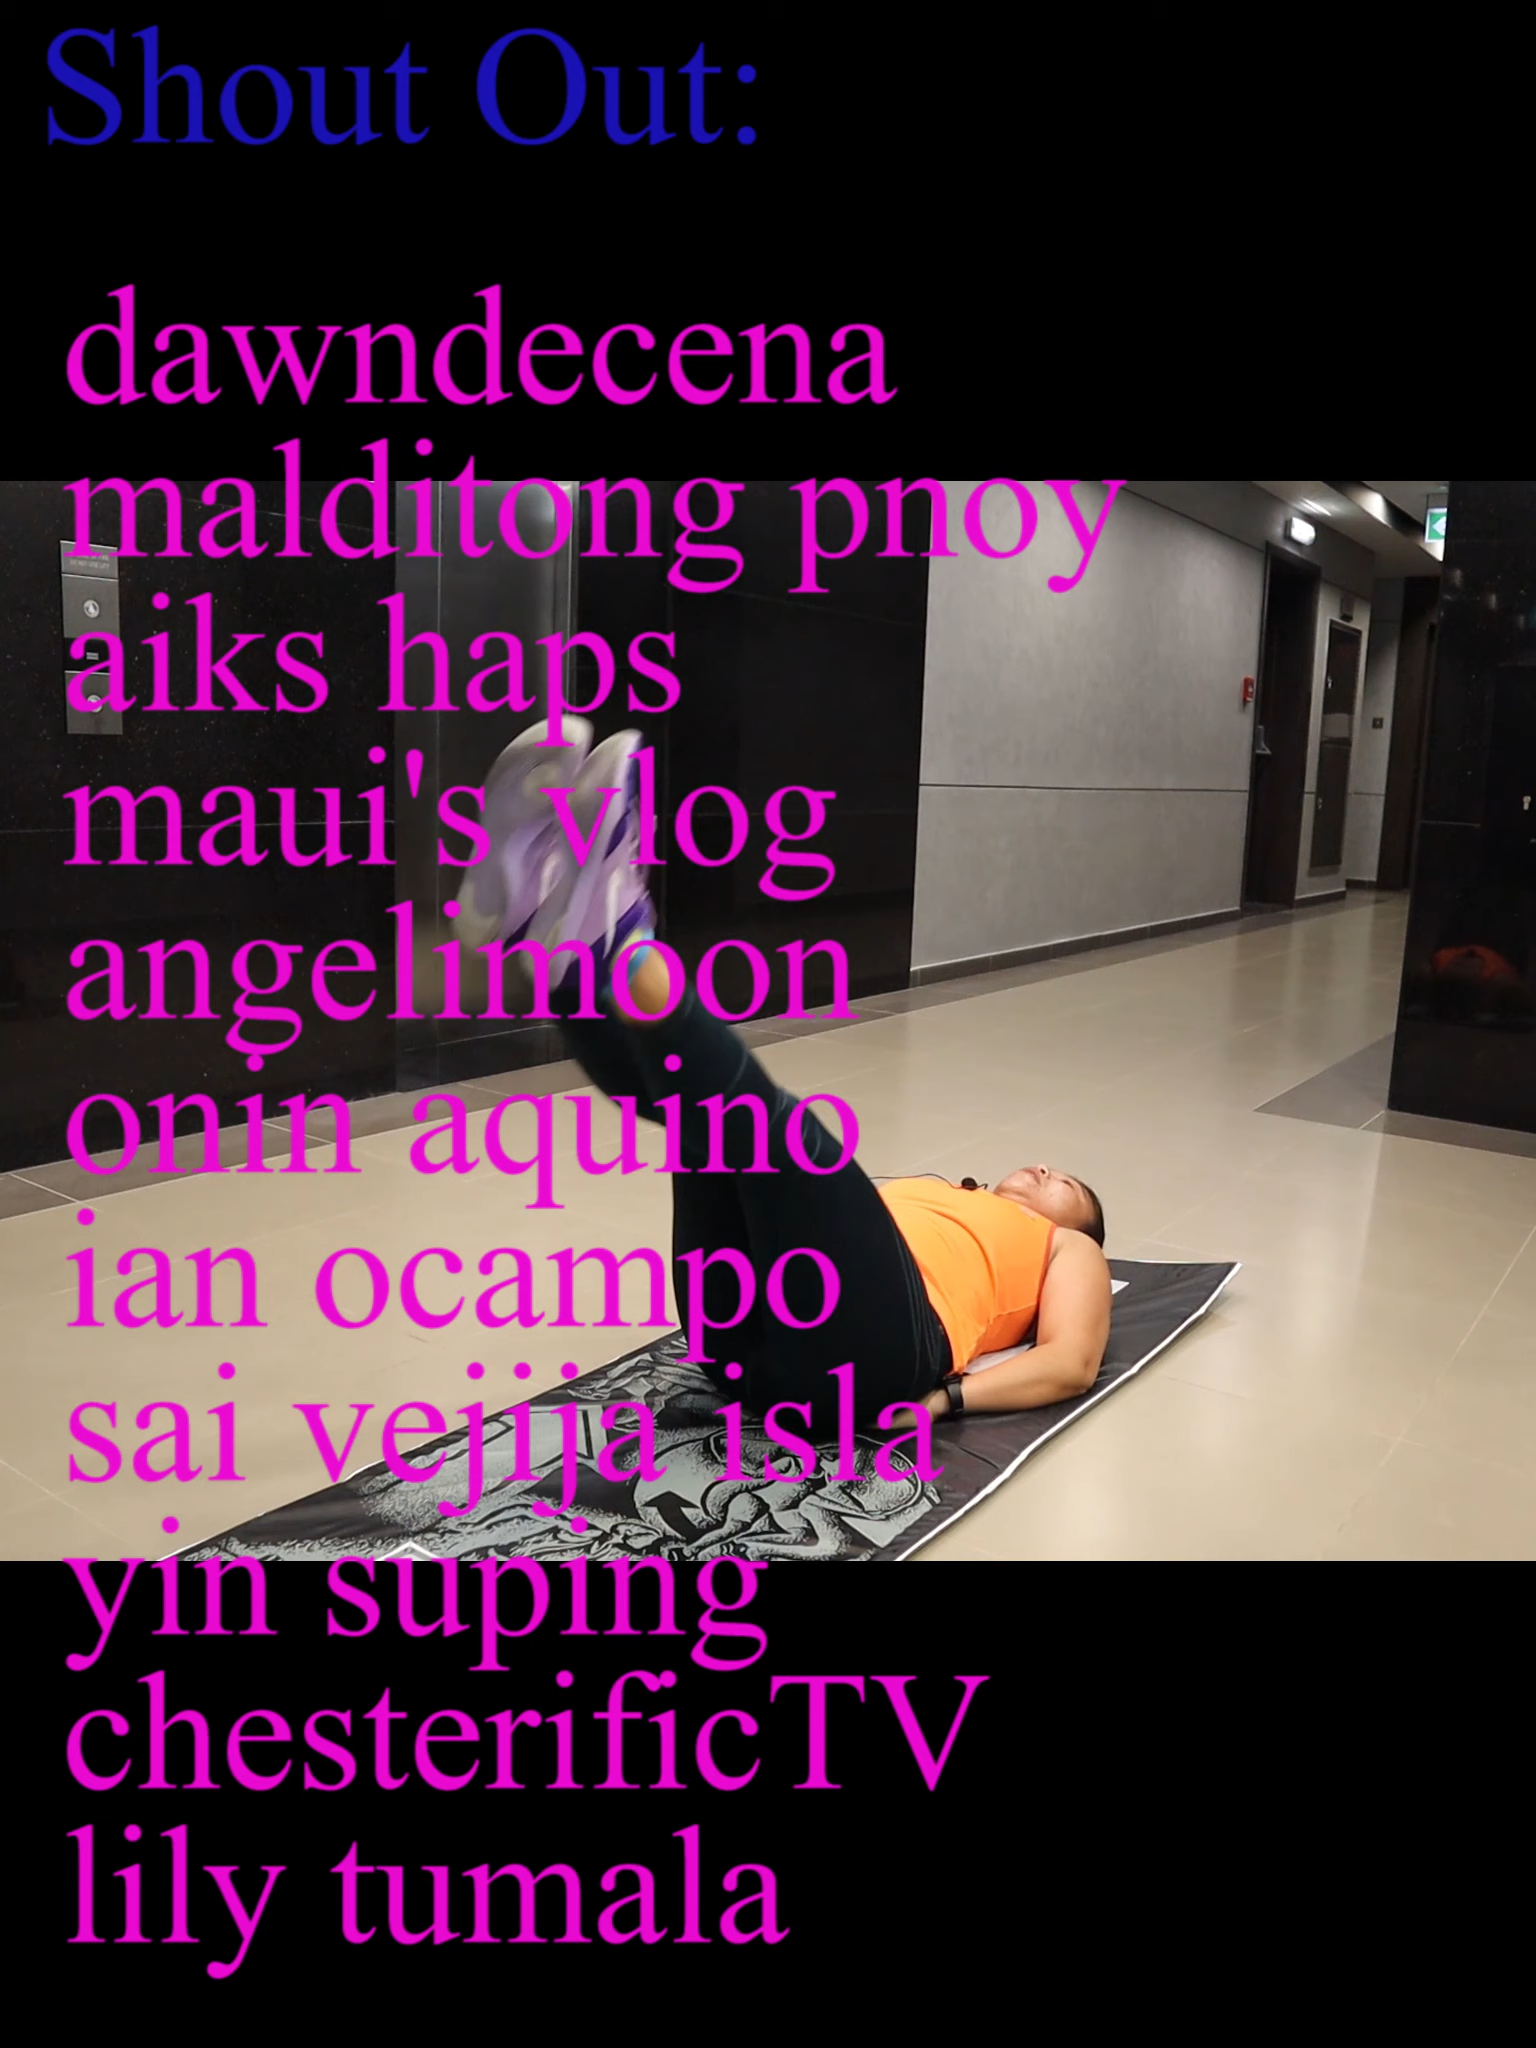 Shout Out:
dawndecena
malditong pnoy
aiks haps
maui's vlog
angelimoon
onin aquino
ian ocampo
sai vejija isla
yin suping
chesterificTV
lily tumala